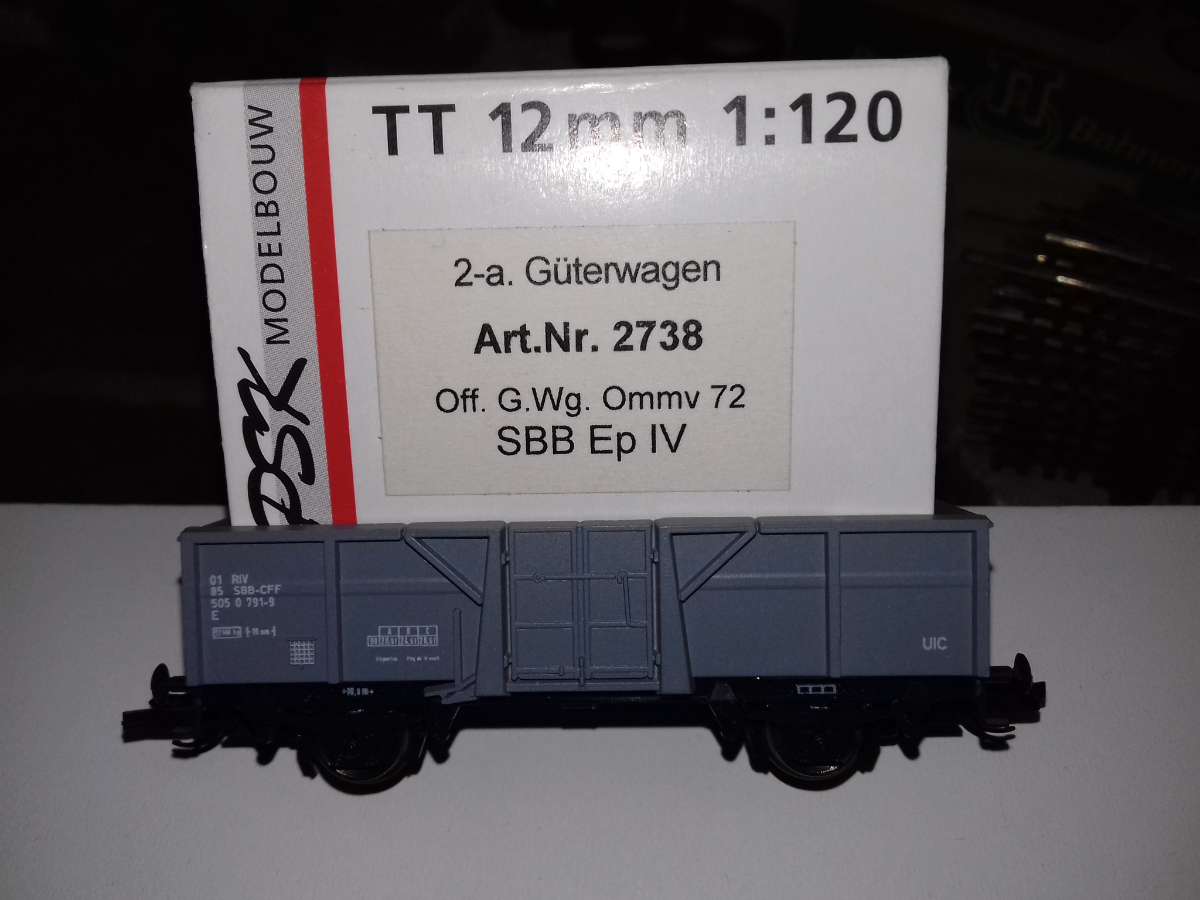 TT 12mm 1:120
PSK MODELBOUW
2-a. Güterwagen
Art.Nr. 2738
Off. G.Wg. Ommv 72
SBB Ep IV
01 RIV
85 SBB-CFF
505 0 791-9
E
A B C
UIC